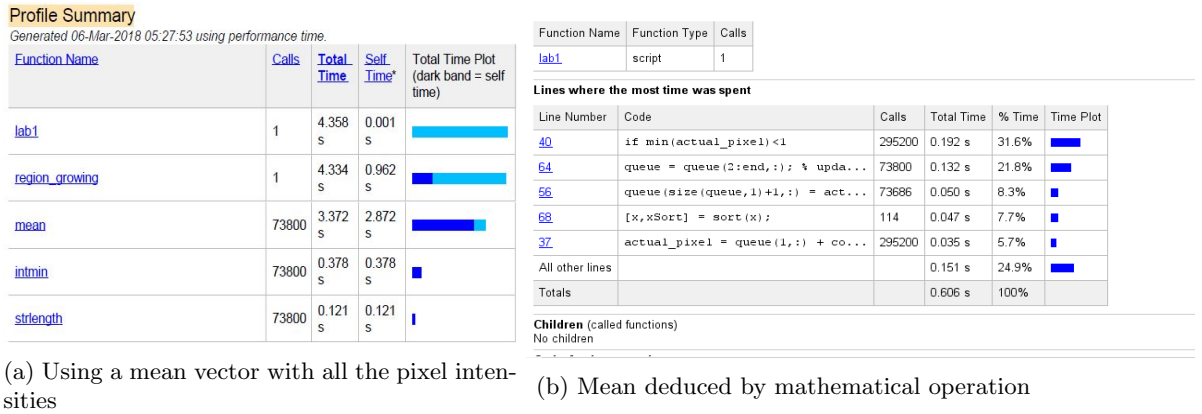 Profile Summary
Generated 06-Mar-2018 05:27:53 using performance time.
Function Name Calls Total Time Self Time* Total Time Plot (dark band = self time)
lab1 1 4.358 s 0.001 s
region_growing 1 4.334 s 0.962 s
mean 73800 3.372 s 2.872 s
intmin 73800 0.378 s 0.378 s
strlength 73800 0.121 s 0.121 s
(a) Using a mean vector with all the pixel inten-
sities
Function Name Function Type Calls
lab1 script 1
Lines where the most time was spent
Line Number Code Calls Total Time % Time Time Plot
40 if min(actual_pixel)<1 295200 0.192 s 31.6%
64 queue = queue(2:end,:); % upda... 73800 0.132 s 21.8%
56 queue(size(queue,1)+1,:) = act... 73686 0.050 s 8.3%
68 [x,xSort] = sort(x); 114 0.047 s 7.7%
37 actual_pixel = queue(1,:) + co... 295200 0.035 s 5.7%
All other lines 0.151 s 24.9%
Totals 0.606 s 100%
Children (called functions)
No children
(b) Mean deduced by mathematical operation